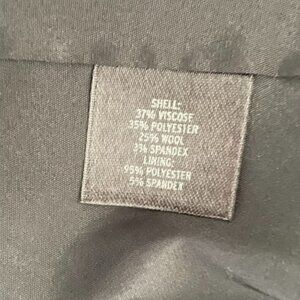 SHELL:
37% VISCOSE
35% POLYESTER
25% WOOL
3% SPANDEX
LINING:
95% POLYESTER
5% SPANDEX